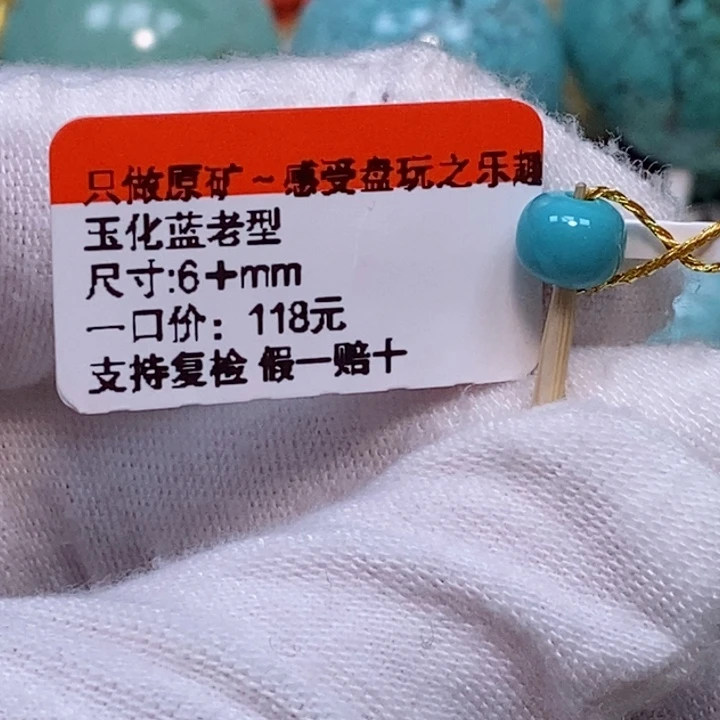 只做原矿~感受盘玩之乐趣
玉化蓝老型
尺寸:6+mm
一口价：118元
支持复检 假一赔十